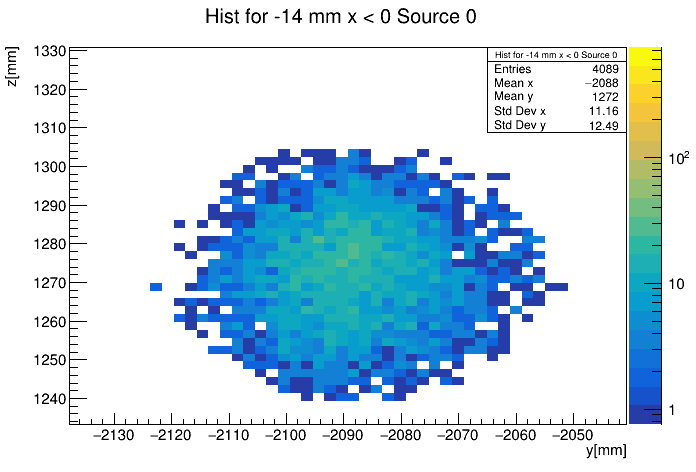 Hist for -14 mm x < 0 Source 0
z[mm]
1330
1320
1310
1300
1290
1280
1270
1260
1250
1240
Hist for -14 mm x < 0 Source 0
Entries 4089
Mean x −2088
Mean y 1272
Std Dev x 11.16
Std Dev y 12.49
10²
10
1
−2130 −2120 −2110 −2100 −2090 −2080 −2070 −2060 −2050
y[mm]